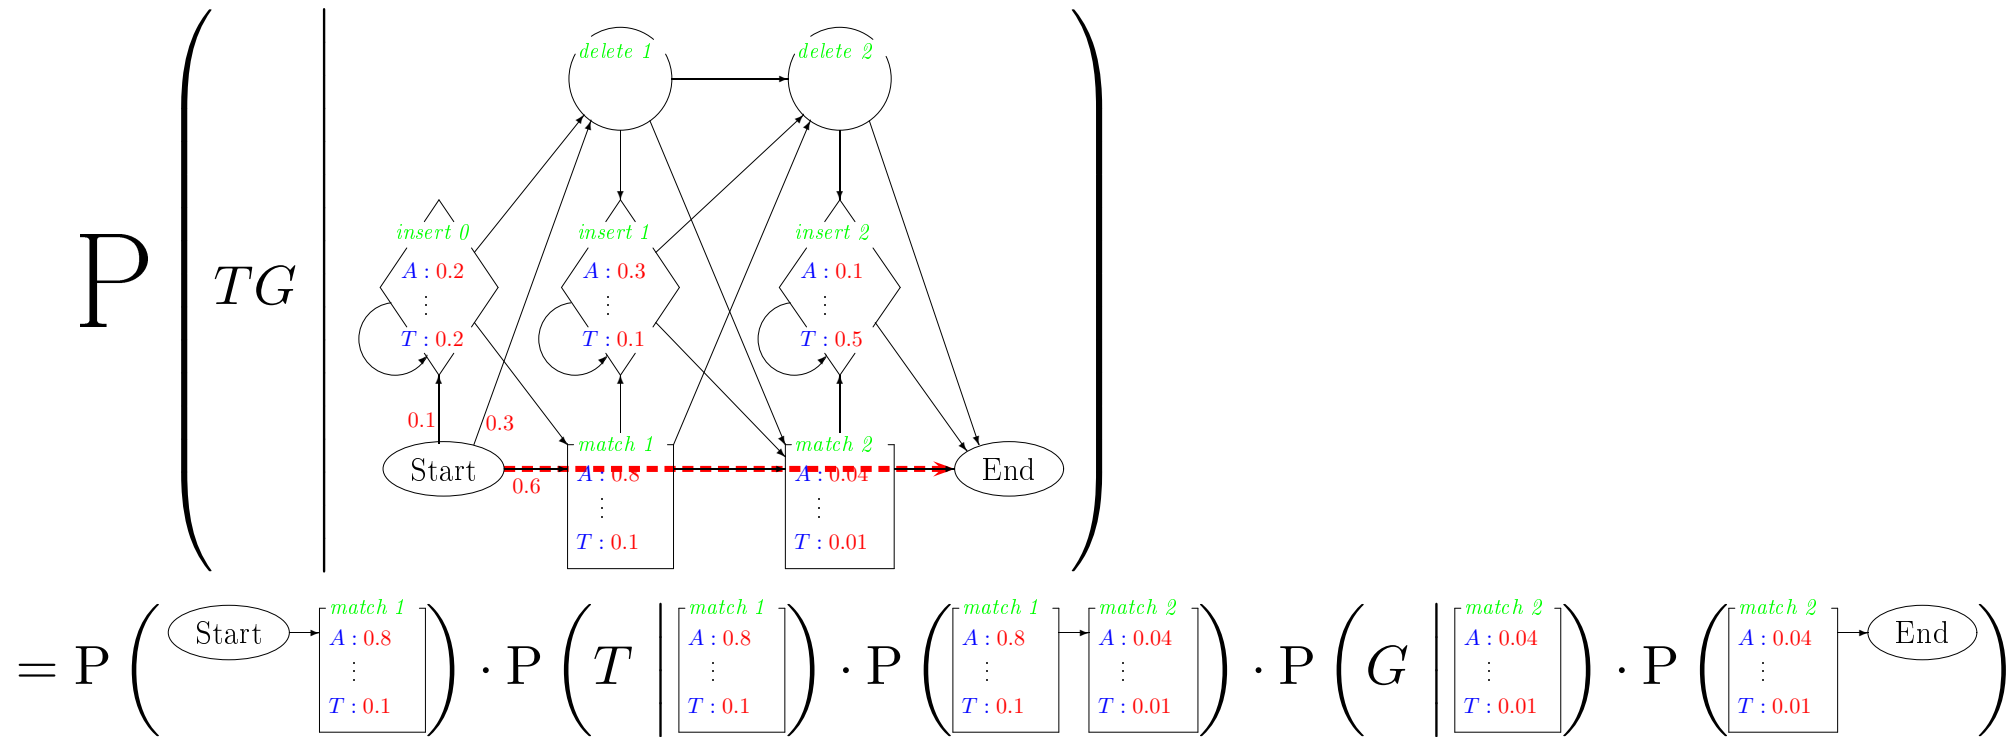 delete 1 delete 2
P ( TG |
insert 0 insert 1 insert 2
A : 0.2 A : 0.3 A : 0.1
⋮ ⋮ ⋮
T : 0.2 T : 0.1 T : 0.5
0.1 0.3
match 1 match 2
Start End
A : 0.8 A : 0.04
0.6
⋮ ⋮
T : 0.1 T : 0.01
)
match 1 match 1 match 1 match 2 match 2 match 2
Start A : 0.8 A : 0.8 A : 0.8 A : 0.04 A : 0.04 A : 0.04 End
= P ( ⋮ ) · P ( T | ⋮ ) · P ( ⋮ ⋮ ) · P ( G | ⋮ ) · P ( ⋮ )
T : 0.1 T : 0.1 T : 0.1 T : 0.01 T : 0.01 T : 0.01